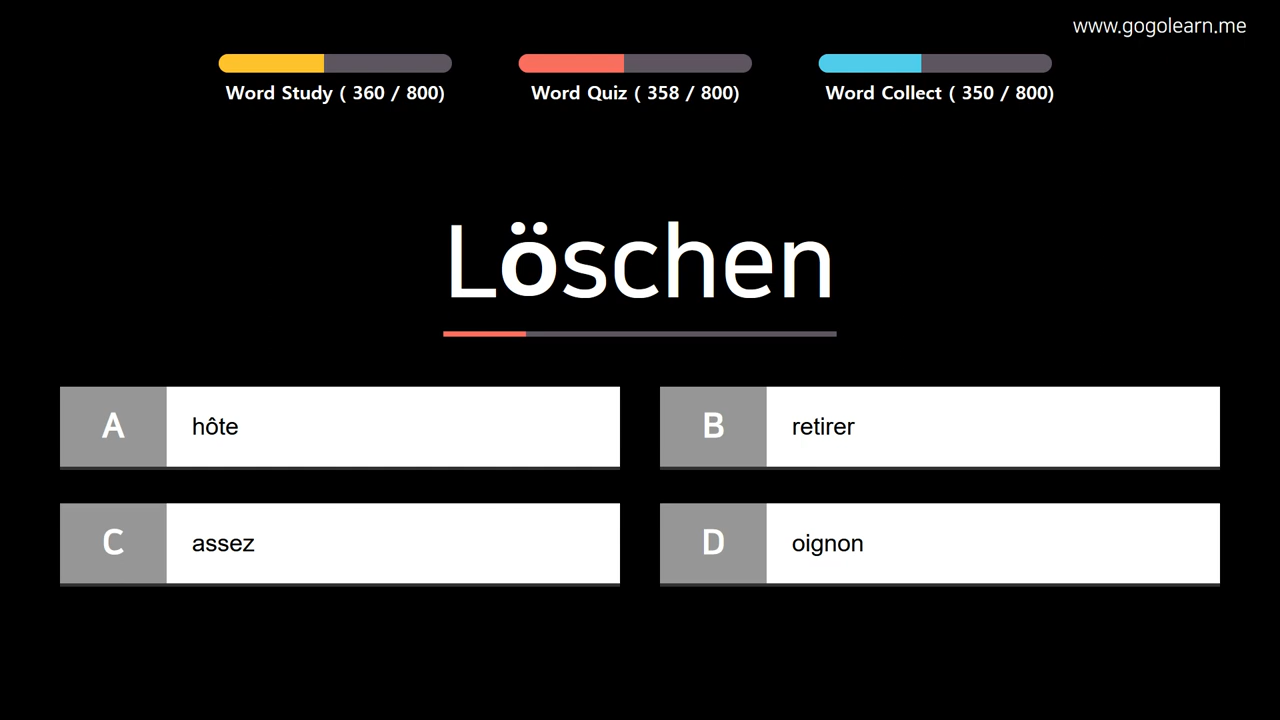 www.gogolearn.me
Word Study ( 360 / 800)
Word Quiz ( 358 / 800)
Word Collect ( 350 / 800)
Löschen
A hôte
B retirer
C assez
D oignon